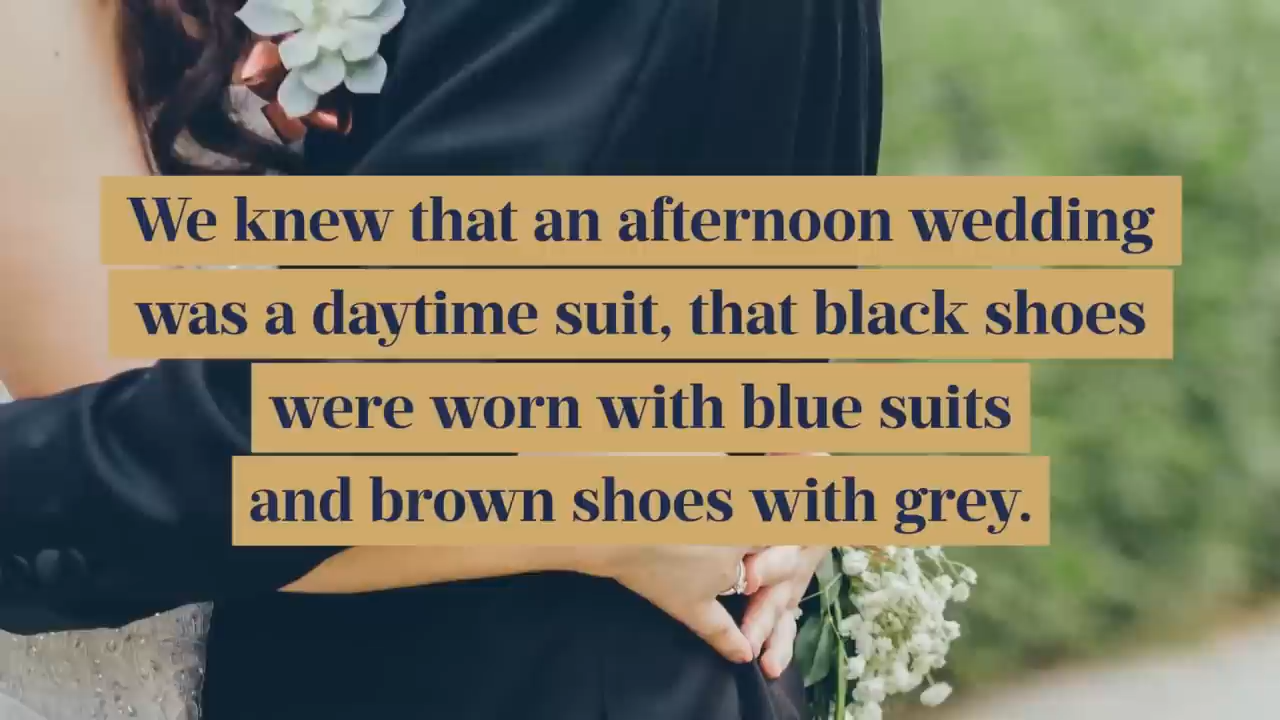 We knew that an afternoon wedding
was a daytime suit, that black shoes
were worn with blue suits
and brown shoes with grey.